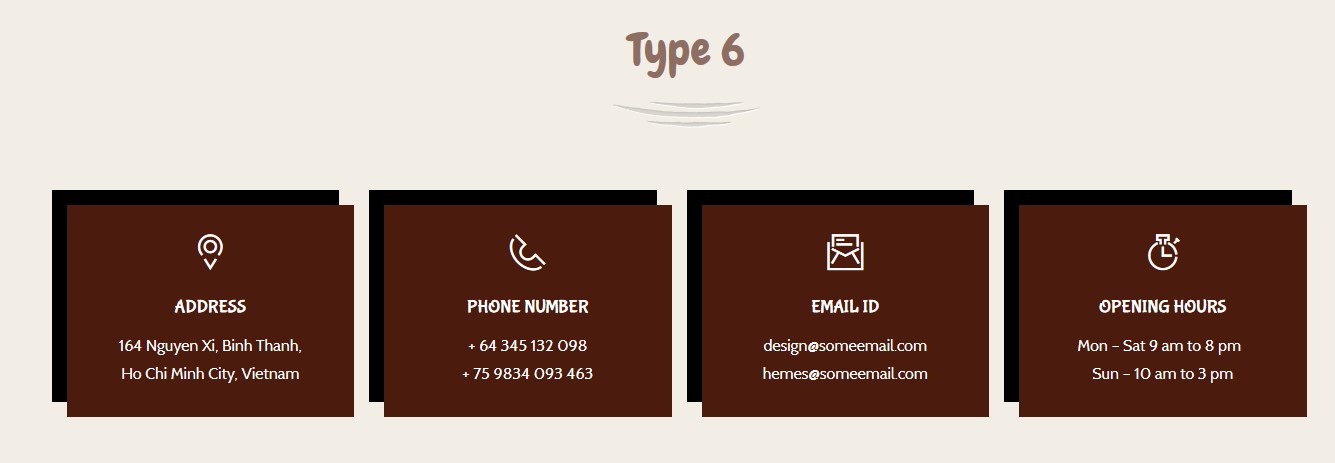 Type 6
ADDRESS
164 Nguyen Xi, Binh Thanh,
Ho Chi Minh City, Vietnam
PHONE NUMBER
+ 64 345 132 098
+ 75 9834 093 463
EMAIL ID
design@someemail.com
hemes@someemail.com
OPENING HOURS
Mon – Sat 9 am to 8 pm
Sun – 10 am to 3 pm